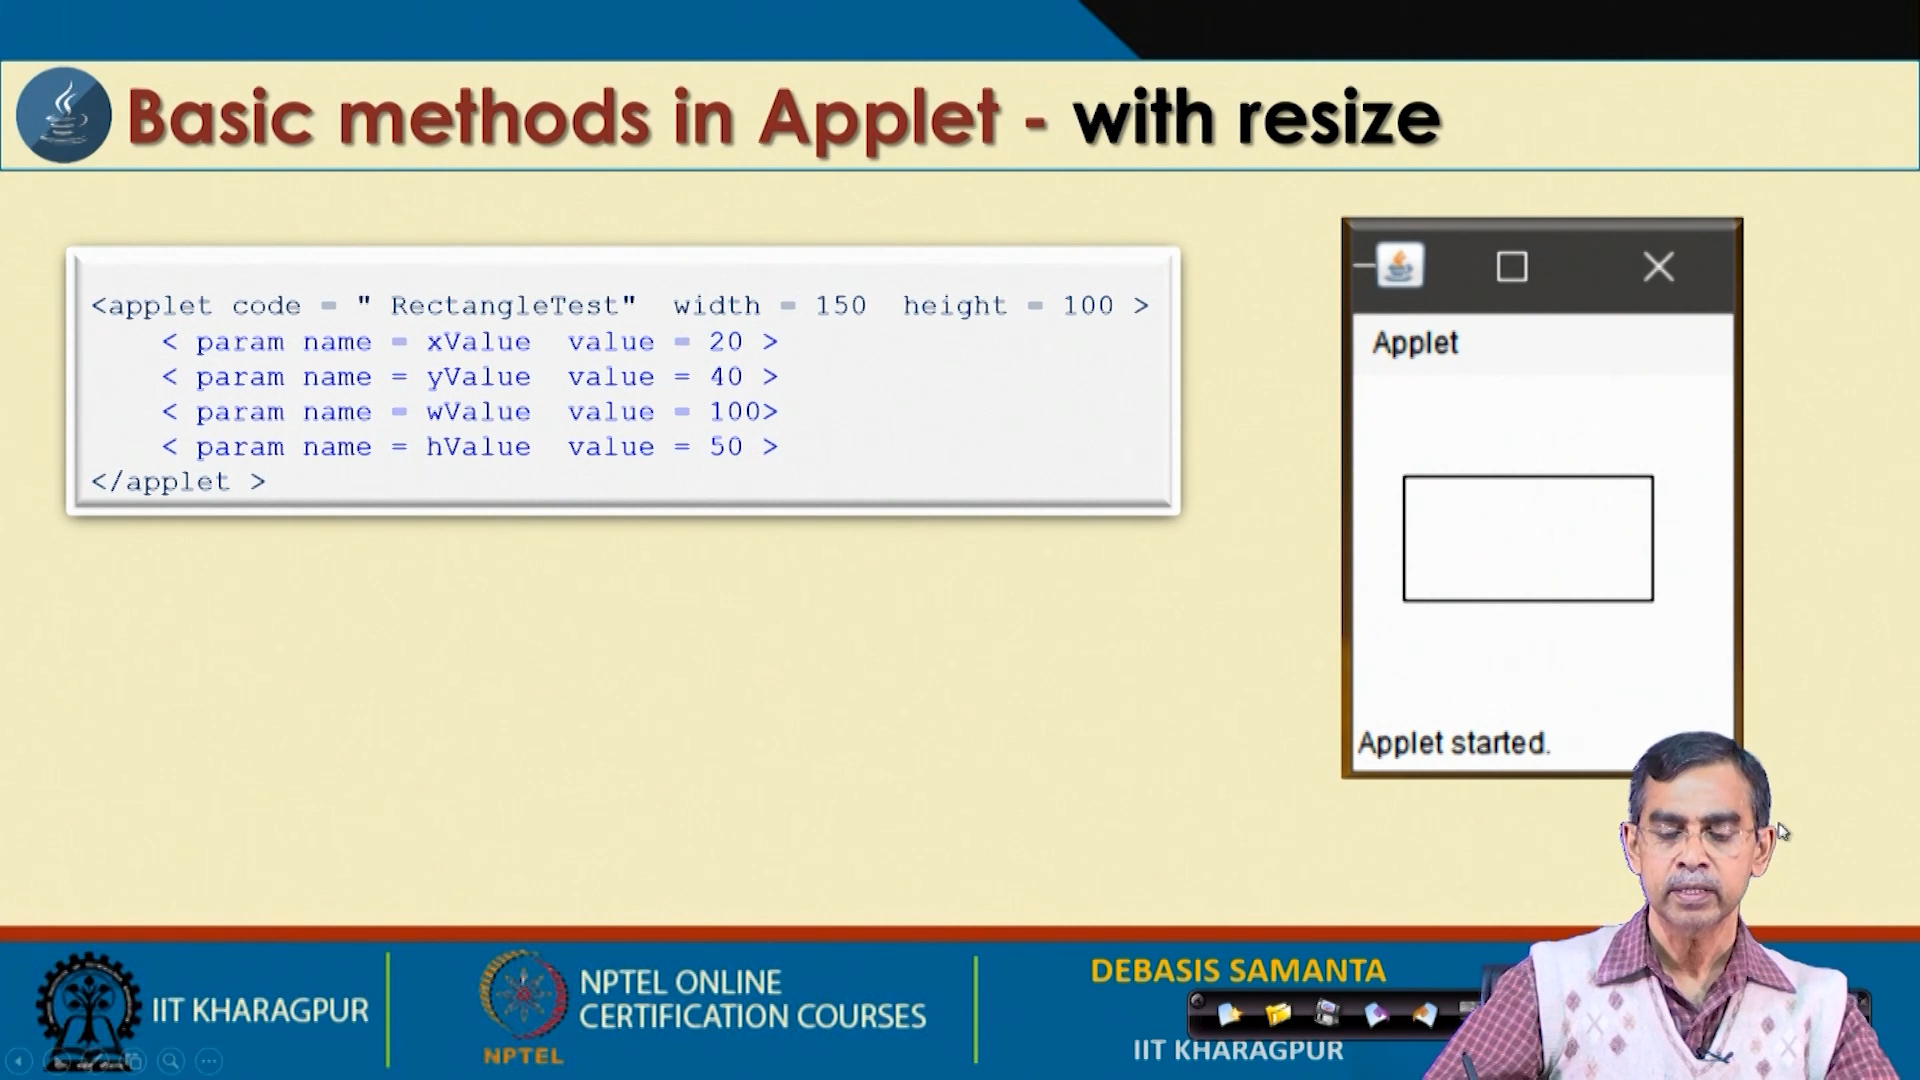 Basic methods in Applet - with resize
<applet code = " RectangleTest" width = 150 height = 100 >
< param name = xValue value = 20 >
< param name = yValue value = 40 >
< param name = wValue value = 100>
< param name = hValue value = 50 >
</applet >
Applet
Applet started.
IIT KHARAGPUR
NPTEL
NPTEL ONLINE
CERTIFICATION COURSES
DEBASIS SAMANTA
IIT KHARAGPUR